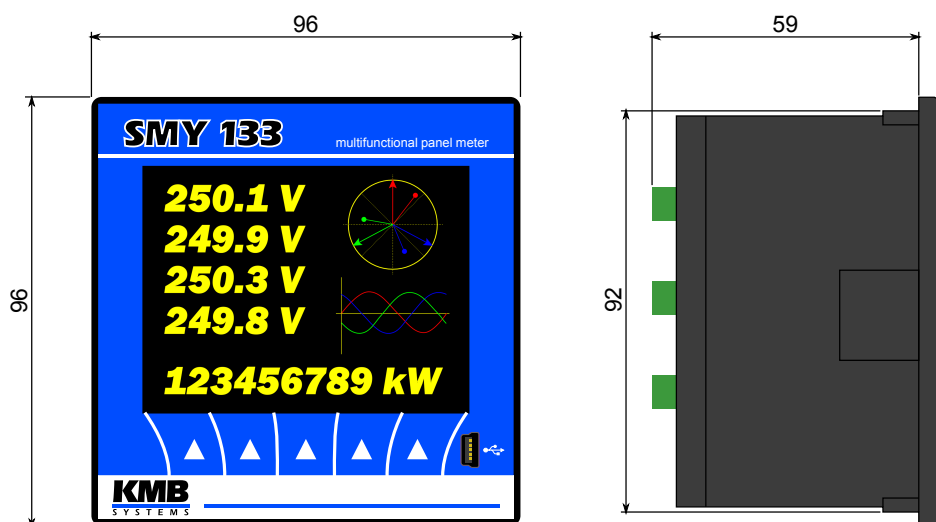 96
59
96
SMY 133
multifunctional panel meter
250.1 V
249.9 V
250.3 V
249.8 V
123456789 kW
KMB
SYSTEMS
92